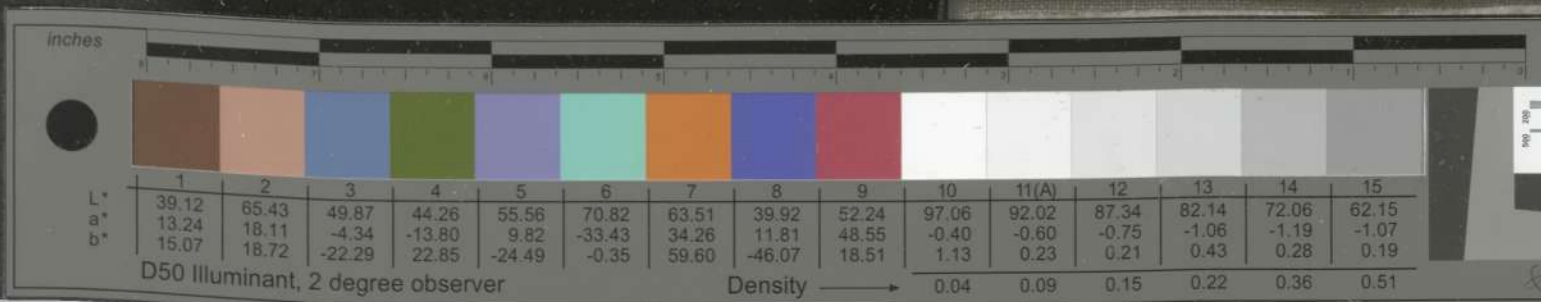 inches
1 2 3 4 5 6 7 8 9 10 11(A) 12 13 14 15
L* 39.12 65.43 49.87 44.26 55.56 70.82 63.51 39.92 52.24 97.06 92.02 87.34 82.14 72.06 62.15
a* 13.24 18.11 -4.34 -13.80 9.82 -33.43 34.26 11.81 48.55 -0.40 -0.60 -0.75 -1.06 -1.19 -1.07
b* 15.07 18.72 -22.29 22.85 -24.49 -0.35 59.60 -46.07 18.51 1.13 0.23 0.21 0.43 0.28 0.19
D50 Illuminant, 2 degree observer Density 0.04 0.09 0.15 0.22 0.36 0.51
500 200